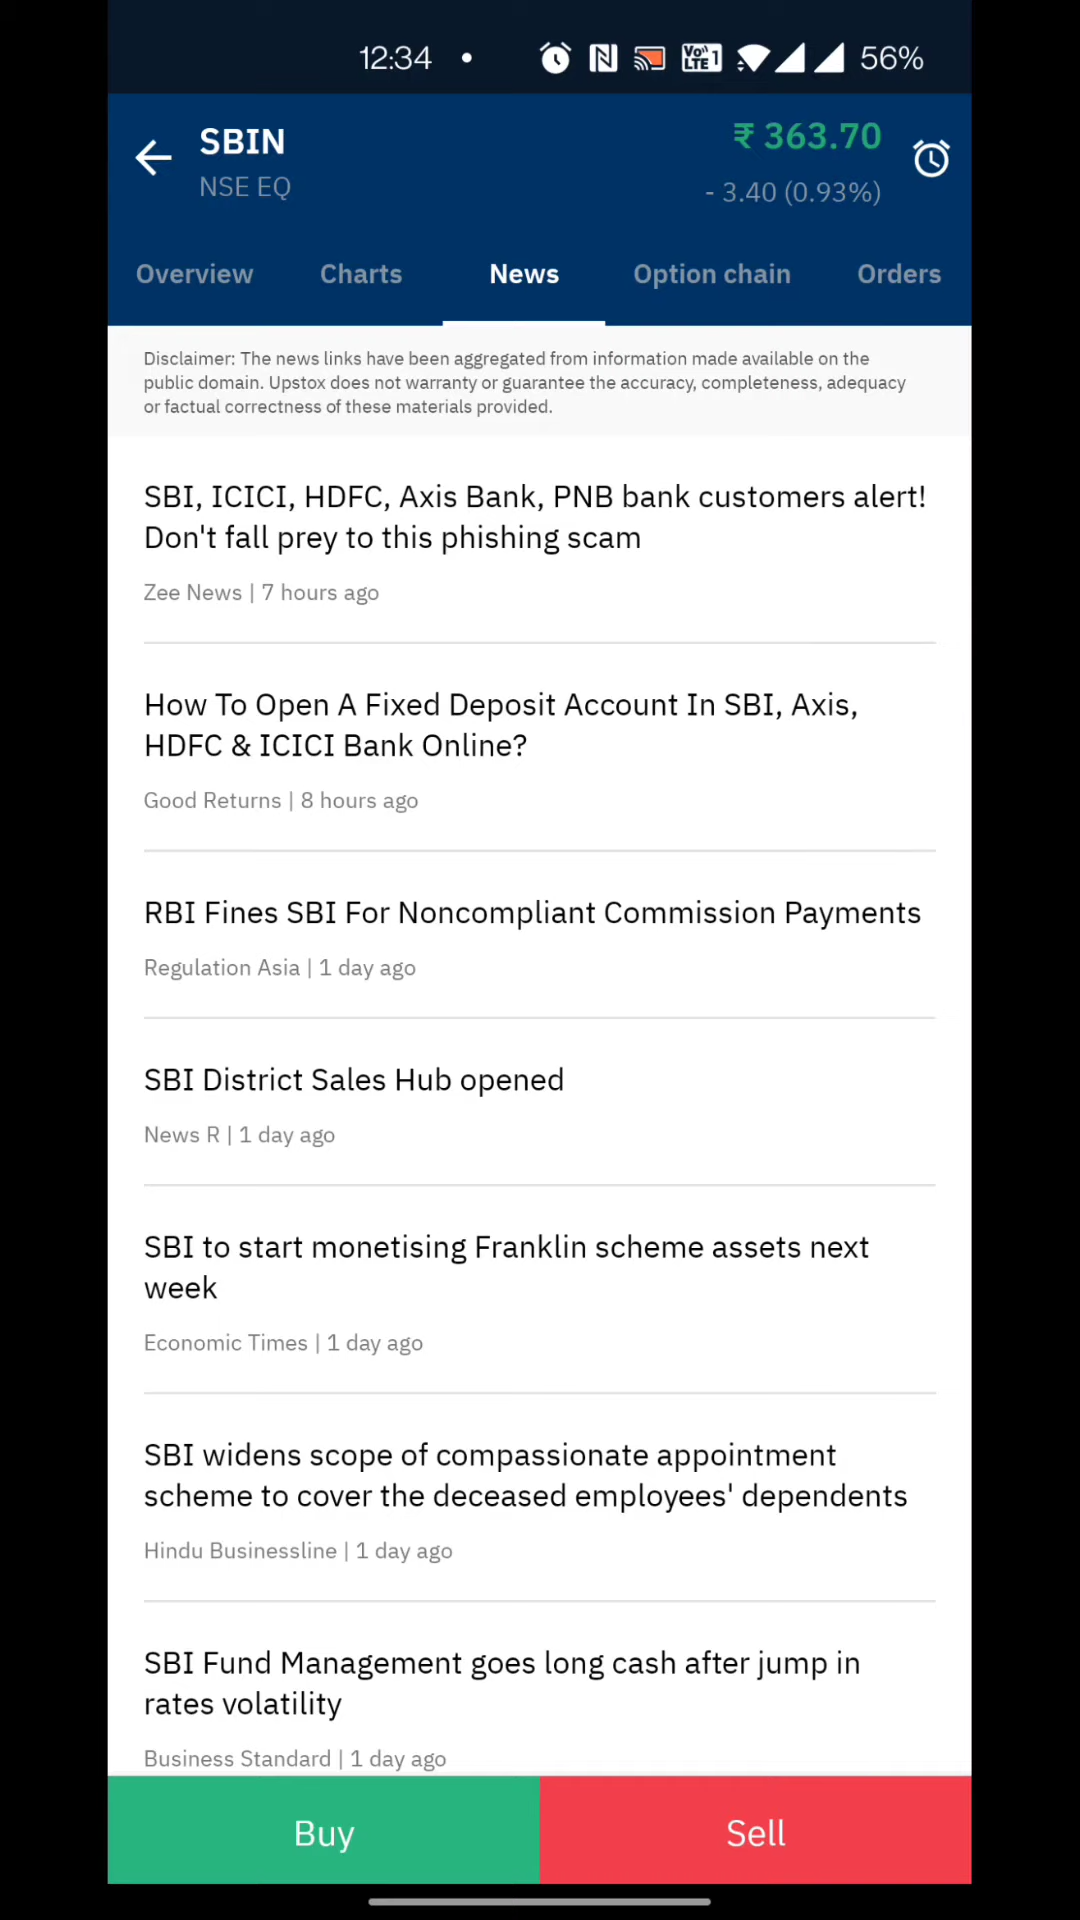 12:34 • Vo)) LTE 1 56%
SBIN
₹ 363.70
NSE EQ
- 3.40 (0.93%)
Overview Charts News Option chain Orders
Disclaimer: The news links have been aggregated from information made available on the
public domain. Upstox does not warranty or guarantee the accuracy, completeness, adequacy
or factual correctness of these materials provided.
SBI, ICICI, HDFC, Axis Bank, PNB bank customers alert!
Don't fall prey to this phishing scam
Zee News | 7 hours ago
How To Open A Fixed Deposit Account In SBI, Axis,
HDFC & ICICI Bank Online?
Good Returns | 8 hours ago
RBI Fines SBI For Noncompliant Commission Payments
Regulation Asia | 1 day ago
SBI District Sales Hub opened
News R | 1 day ago
SBI to start monetising Franklin scheme assets next
week
Economic Times | 1 day ago
SBI widens scope of compassionate appointment
scheme to cover the deceased employees' dependents
Hindu Businessline | 1 day ago
SBI Fund Management goes long cash after jump in
rates volatility
Business Standard | 1 day ago
Buy Sell